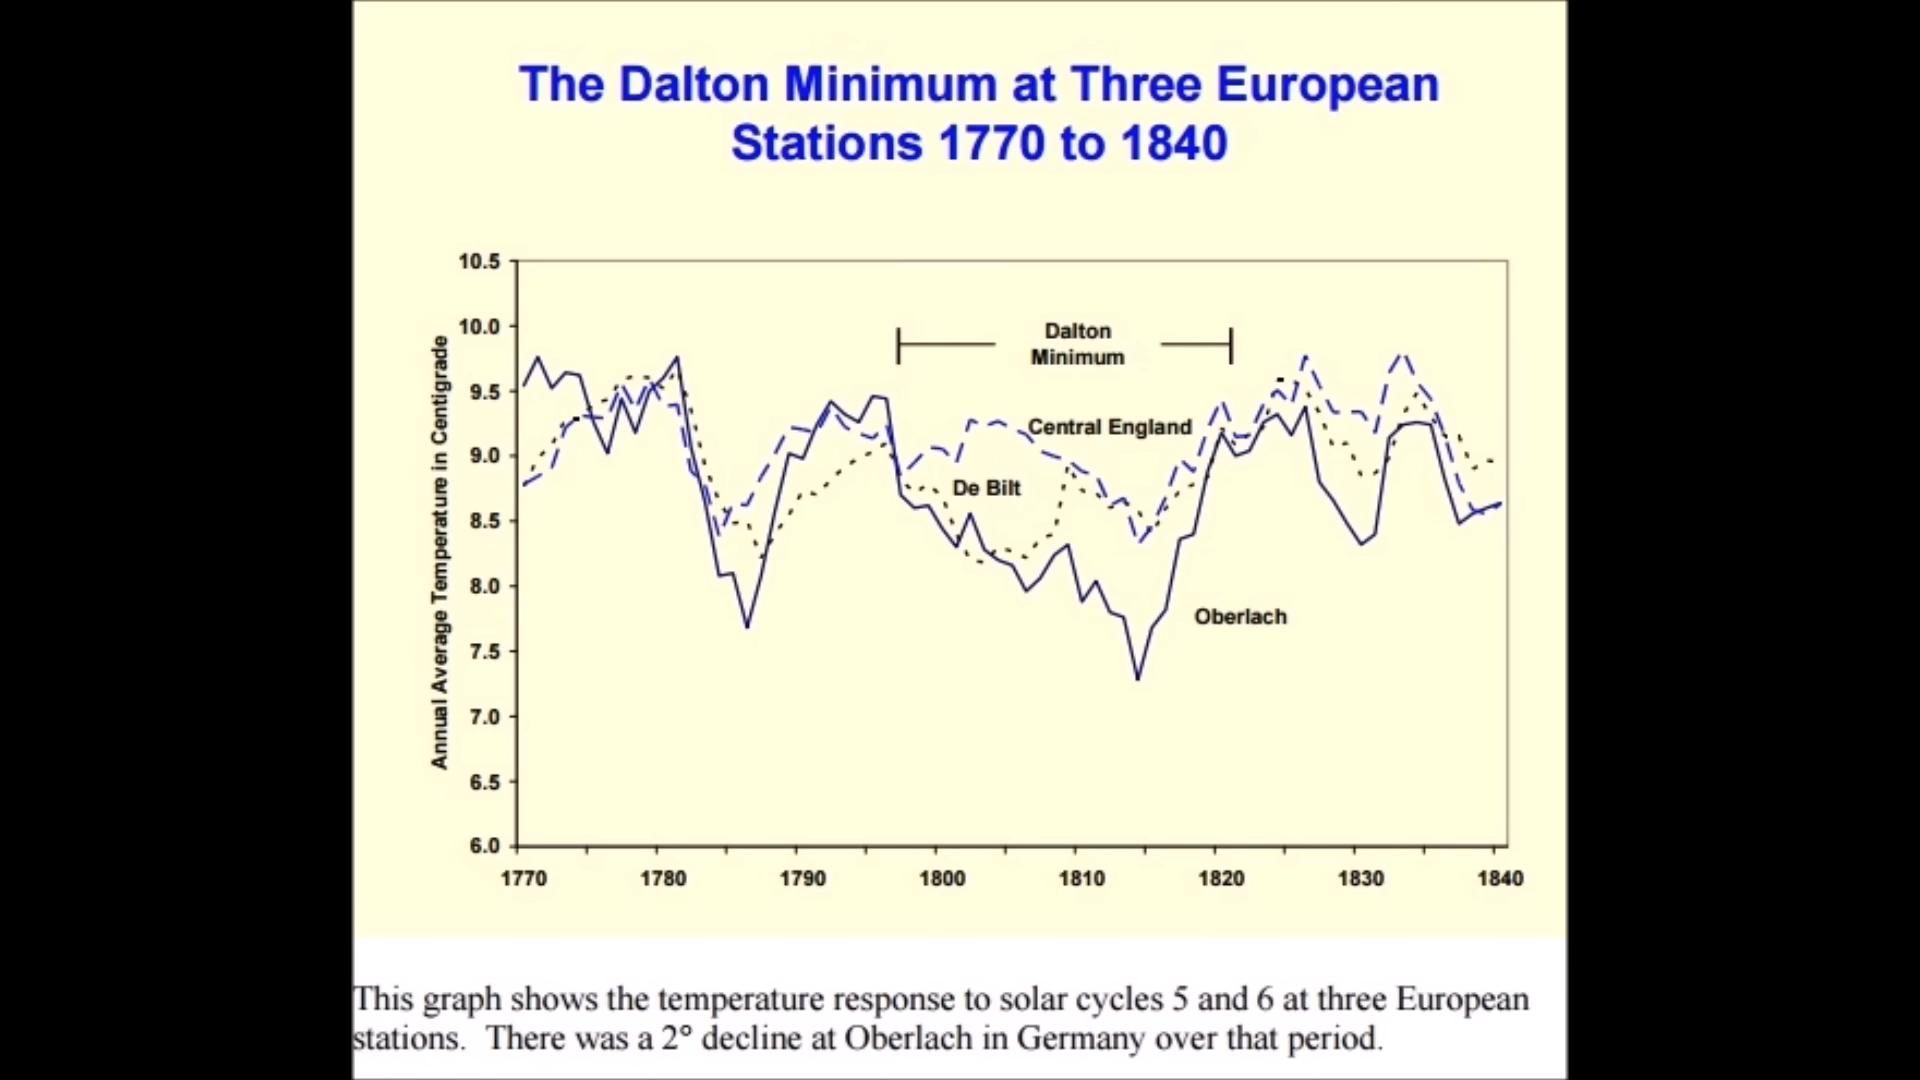 The Dalton Minimum at Three European
Stations 1770 to 1840
10.5
10.0
9.5
9.0
8.5
8.0
7.5
7.0
6.5
6.0
Annual Average Temperature in Centigrade
Dalton
Minimum
Central England
De Bilt
Oberlach
1770 1780 1790 1800 1810 1820 1830 1840
This graph shows the temperature response to solar cycles 5 and 6 at three European
stations.  There was a 2° decline at Oberlach in Germany over that period.